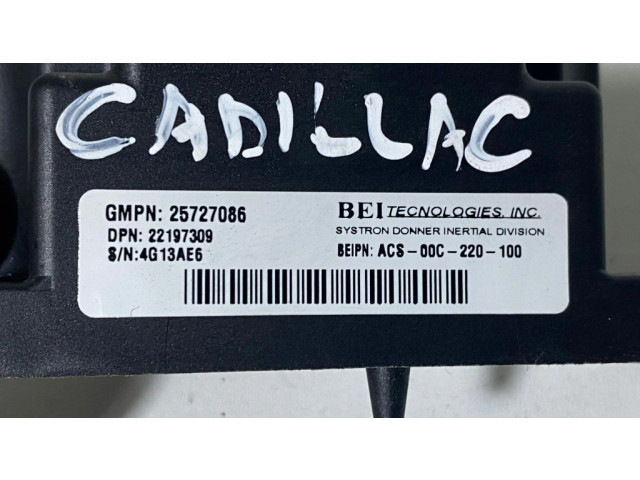 CADILLAC
GMPN: 25727086
DPN: 22197309
S/N:4G13AE6
BEI TECNOLOGIES, INC.
SYSTRON DONNER INERTIAL DIVISION
BEIPN: ACS-00C-220-100